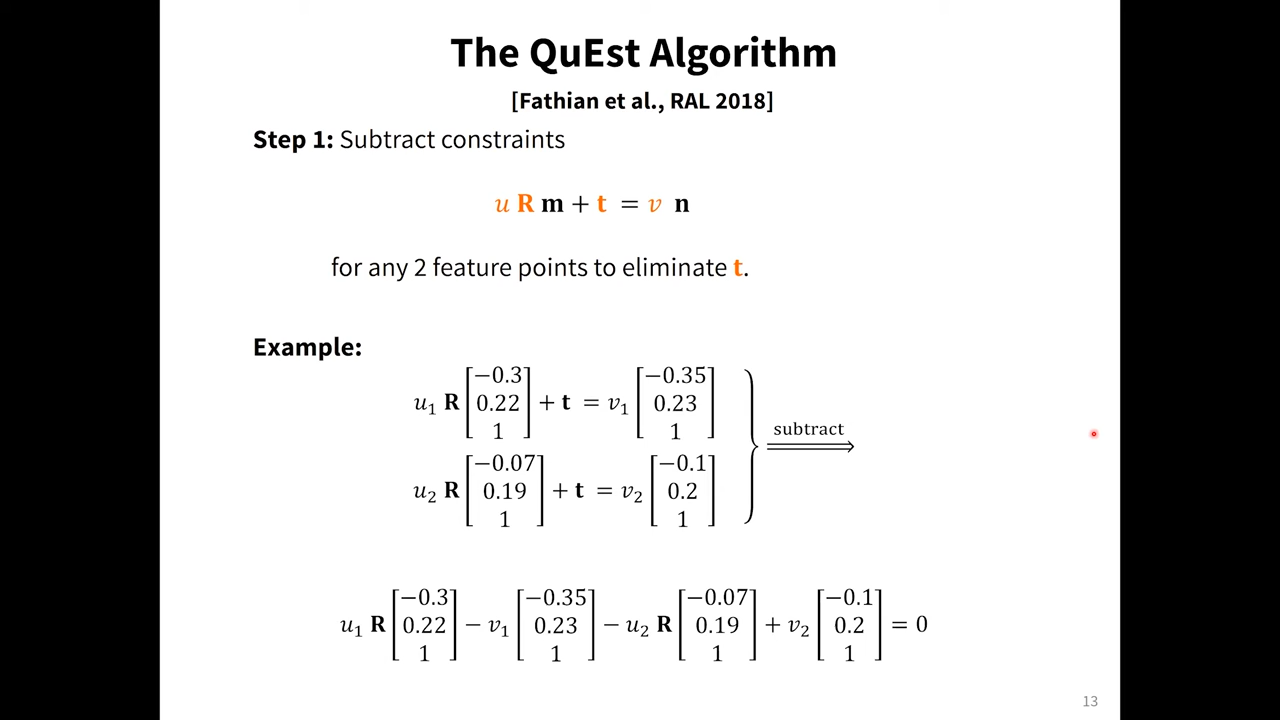 The QuEst Algorithm
[Fathian et al., RAL 2018]
Step 1: Subtract constraints
u R m + t = v n
for any 2 feature points to eliminate t.
Example:
u₁ R [−0.3 0.22 1] + t = v₁ [−0.35 0.23 1]
subtract
u₂ R [−0.07 0.19 1] + t = v₂ [−0.1 0.2 1]
u₁ R [−0.3 0.22 1] − v₁ [−0.35 0.23 1] − u₂ R [−0.07 0.19 1] + v₂ [−0.1 0.2 1] = 0
13